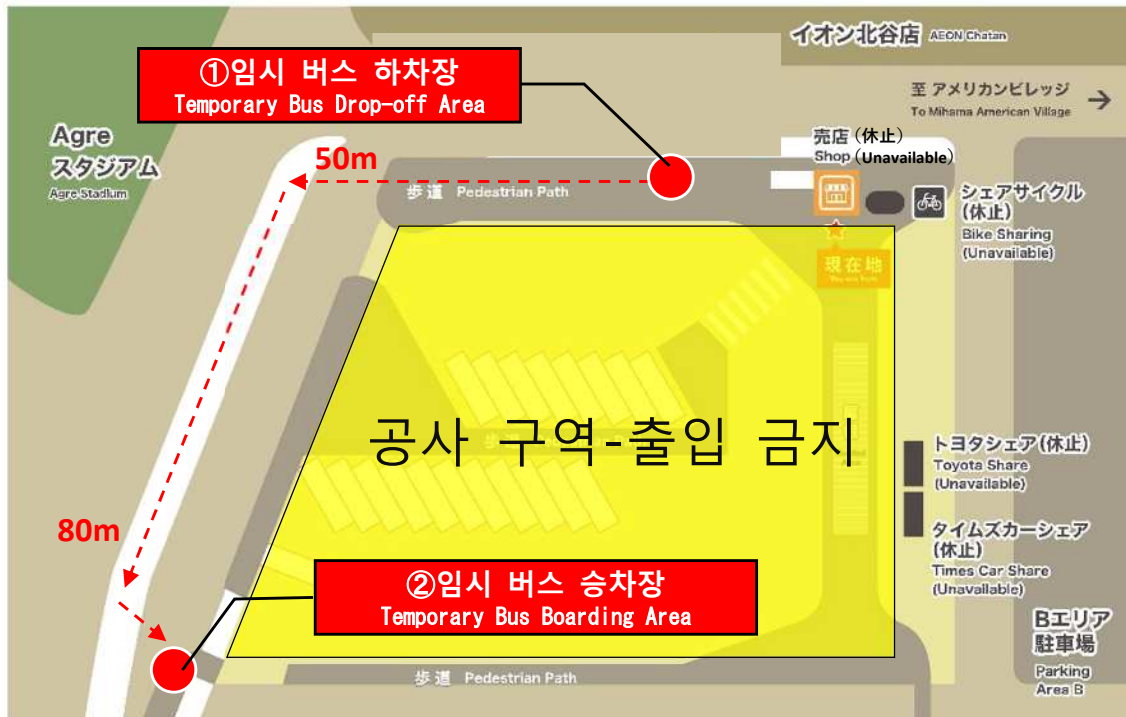 イオン北谷店 AEON Chatan
①임시 버스 하차장
Temporary Bus Drop-off Area
至 アメリカンビレッジ
To Mihama American Village
Agre
スタジアム
Agre Stadium
50m
売店 (休止)
Shop (Unavailable)
歩道 Pedestrian Path
シェアサイクル
(休止)
Bike Sharing
(Unavailable)
現在地
You are here
공사 구역-출입 금지
トヨタシェア(休止)
Toyota Share
(Unavailable)
80m
タイムズカーシェア
(休止)
Times Car Share
(Unavailable)
②임시 버스 승차장
Temporary Bus Boarding Area
Bエリア
駐車場
Parking
Area B
歩道 Pedestrian Path